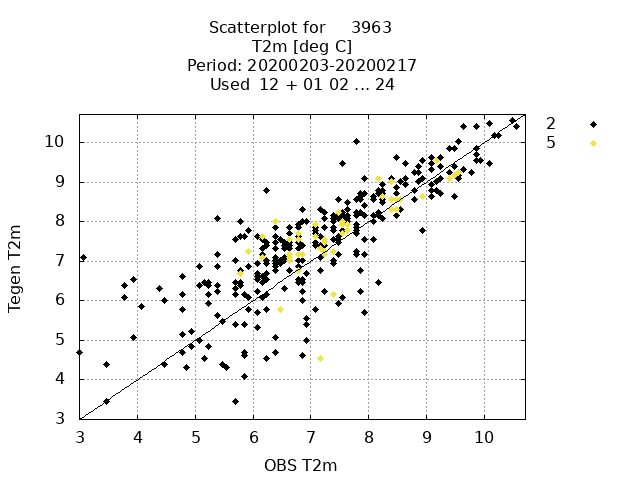 Scatterplot for 3963
T2m [deg C]
Period: 20200203-20200217
Used 12 + 01 02 ... 24
2
5
10
9
8
7
6
5
4
3
Tegen T2m
3 4 5 6 7 8 9 10
OBS T2m